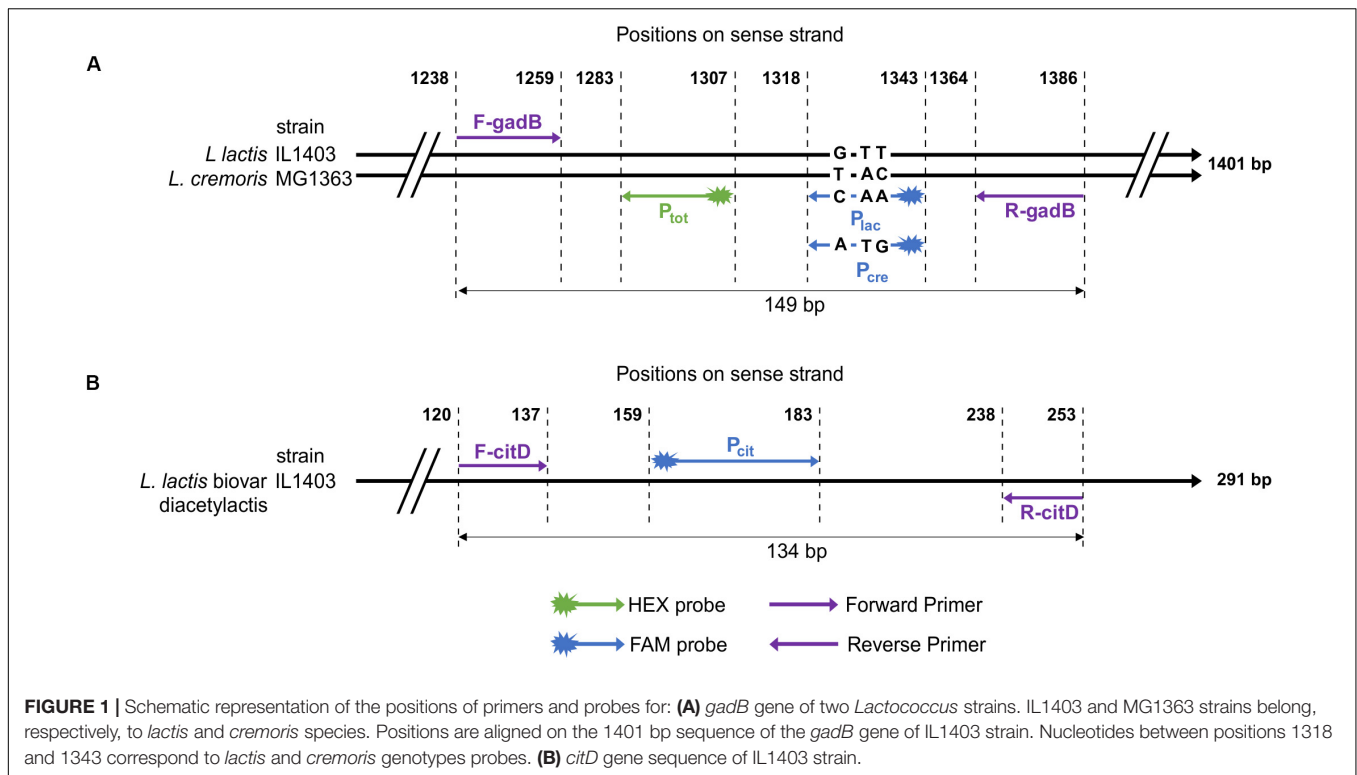 Positions on sense strand
A
1238 1259 1283 1307 1318 1343 1364 1386
strain
F-gadB
L lactis IL1403
G - T T
1401 bp
L. cremoris MG1363
T - A C
C - A A
Ptot
Plac
R-gadB
A - T G
Pcre
149 bp
Positions on sense strand
B
120 137 159 183 238 253
strain
F-citD
Pcit
L. lactis biovar IL1403
diacetylactis
291 bp
R-citD
134 bp
HEX probe Forward Primer
FAM probe Reverse Primer
FIGURE 1 | Schematic representation of the positions of primers and probes for: (A) gadB gene of two Lactococcus strains. IL1403 and MG1363 strains belong,
respectively, to lactis and cremoris species. Positions are aligned on the 1401 bp sequence of the gadB gene of IL1403 strain. Nucleotides between positions 1318
and 1343 correspond to lactis and cremoris genotypes probes. (B) citD gene sequence of IL1403 strain.